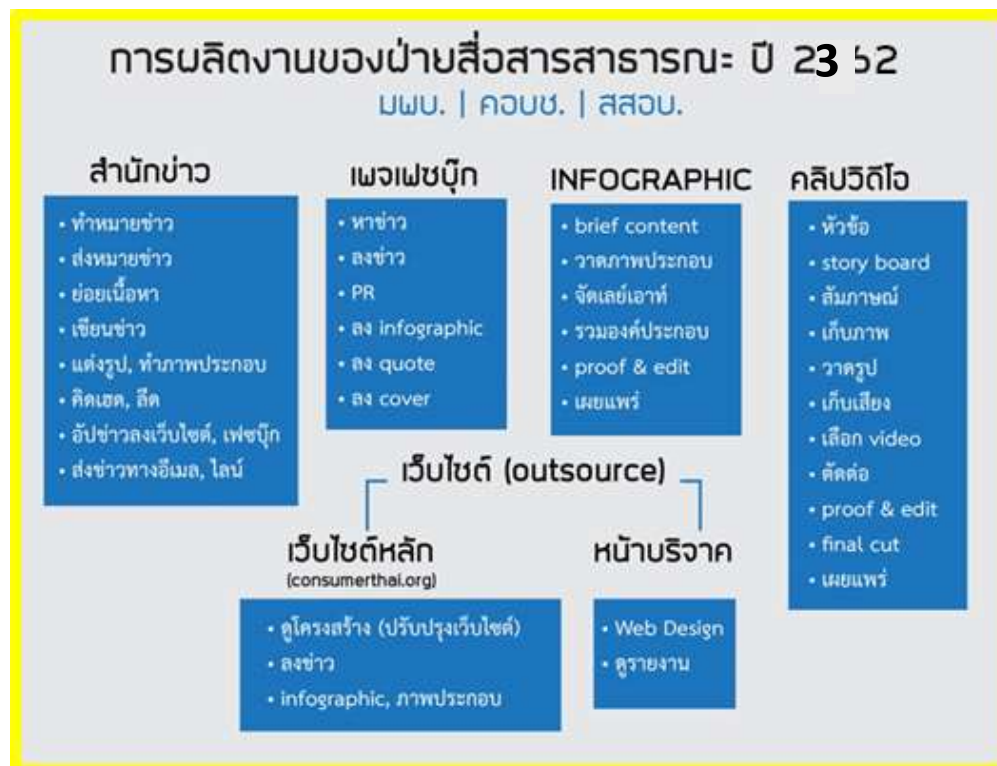 การผลิตงานของฝ่ายสื่อสารสาธารณะ ปี 23 62
มพบ. | คอบช. | สสอบ.
สำนักข่าว
• ทำหมายข่าว
• ส่งหมายข่าว
• ย่อยเนื้อหา
• เขียนข่าว
• แต่งรูป, ทำภาพประกอบ
• คิดเฮด, ลีด
• อัปข่าวลงเว็บไซต์, เฟซบุ๊ก
• ส่งข่าวทางอีเมล, ไลน์
เพจเฟซบุ๊ก
• หาข่าว
• ลงข่าว
• PR
• ลง infographic
• ลง quote
• ลง cover
INFOGRAPHIC
• brief content
• วาดภาพประกอบ
• จัดเลย์เอาท์
• รวมองค์ประกอบ
• proof & edit
• เผยแพร่
คลิปวิดีโอ
• หัวข้อ
• story board
• สัมภาษณ์
• เก็บภาพ
• วาดรูป
• เก็บเสียง
• เลือก video
• ตัดต่อ
• proof & edit
• final cut
• เผยแพร่
เว็บไซต์ (outsource)
เว็บไซต์หลัก
(consumerthai.org)
• ดูโครงสร้าง (ปรับปรุงเว็บไซต์)
• ลงข่าว
• infographic, ภาพประกอบ
หน้าบริจาค
• Web Design
• ดูรายงาน